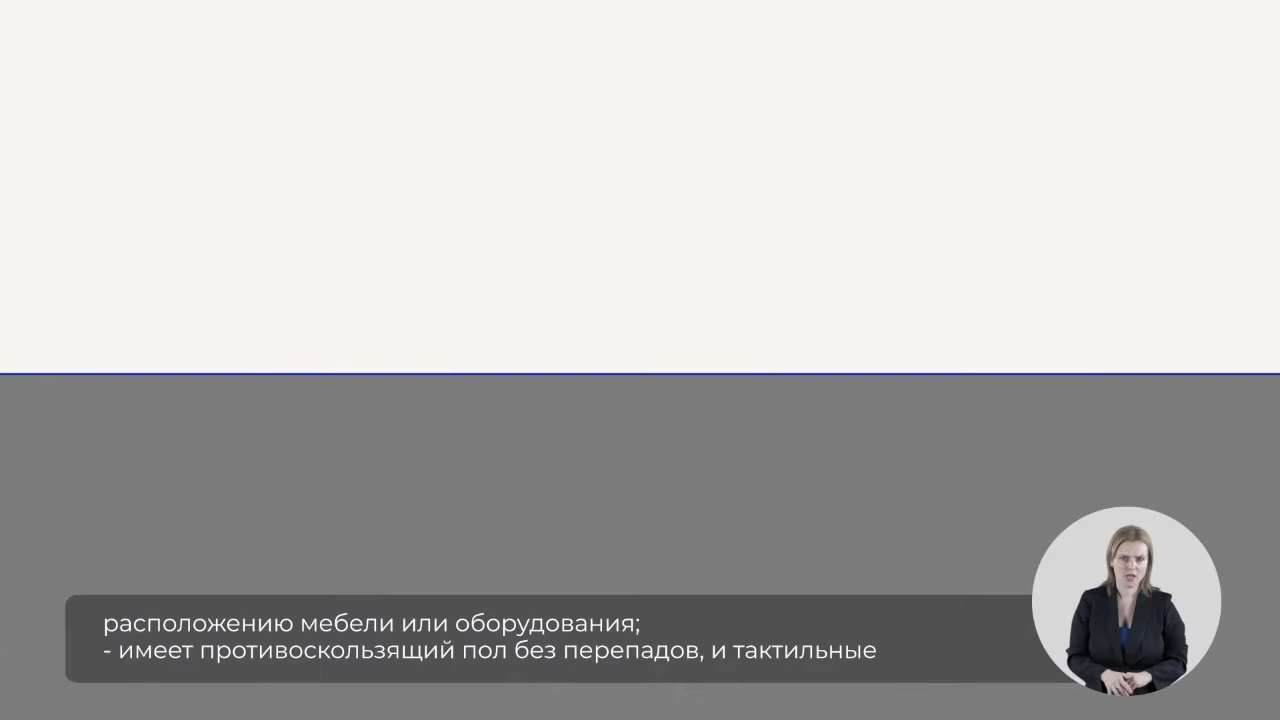 расположению мебели или оборудования;
- имеет противоскользящий пол без перепадов, и тактильные